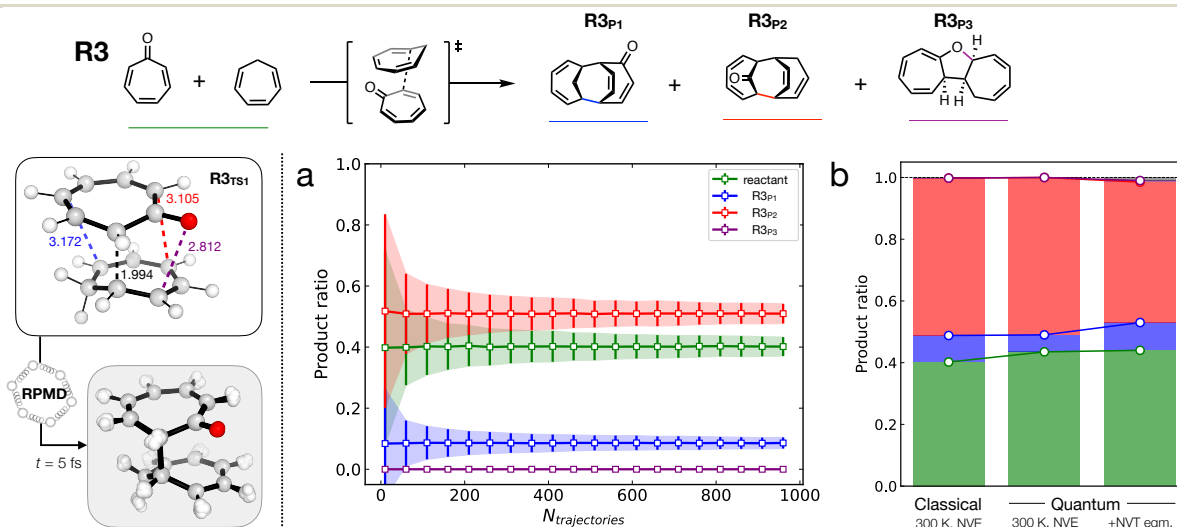 R3
O
+
‡
O
R3P1
O
+
R3P2
O
+
R3P3
H
O
H
H
R3TS1
3.105
3.172
2.812
1.994
RPMD
t = 5 fs
a
1.0
0.8
0.6
0.4
0.2
0.0
Product ratio
reactant
R3P1
R3P2
R3P3
0 200 400 600 800 1000
Ntrajectories
b
1.0
0.8
0.6
0.4
0.2
0.0
Product ratio
Classical Quantum
300 K, NVE 300 K, NVE +NVT eqm.